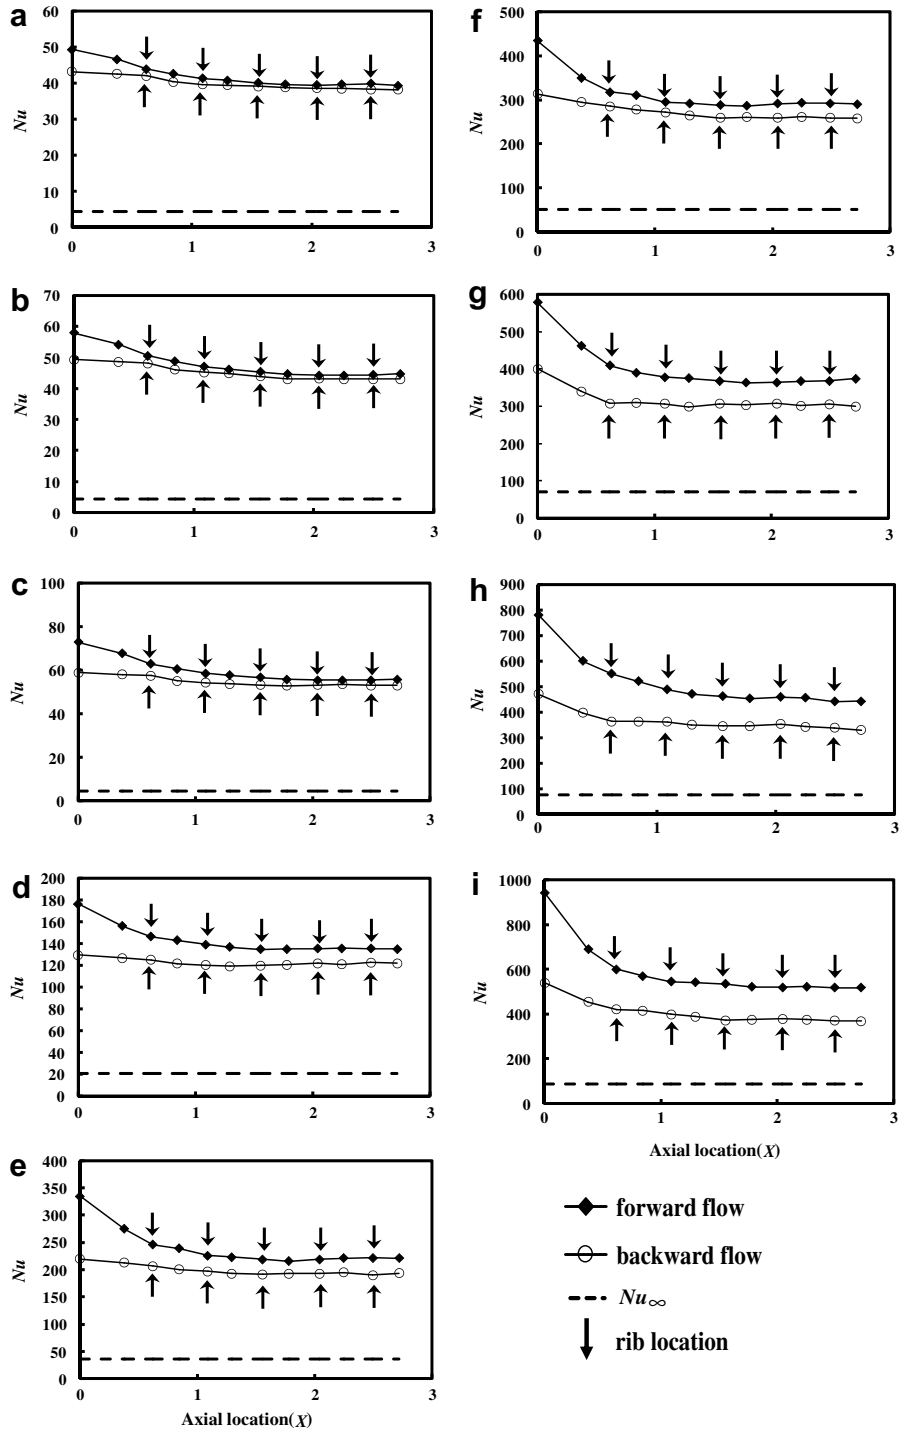 a
60
50
40
30
20
10
0
Nu
0 1 2 3
b
70
60
50
40
30
20
10
0
Nu
0 1 2 3
c
100
80
60
40
20
0
Nu
0 1 2 3
d
200
180
160
140
120
100
80
60
40
20
0
Nu
0 1 2 3
e
400
350
300
250
200
150
100
50
0
Nu
0 1 2 3
Axial location(X)
f
500
400
300
200
100
0
Nu
0 1 2 3
g
600
500
400
300
200
100
0
Nu
0 1 2 3
h
900
800
700
600
500
400
300
200
100
0
Nu
0 1 2 3
i
1000
800
600
400
200
0
Nu
0 1 2 3
Axial location(X)
forward flow
backward flow
Nu∞
rib location